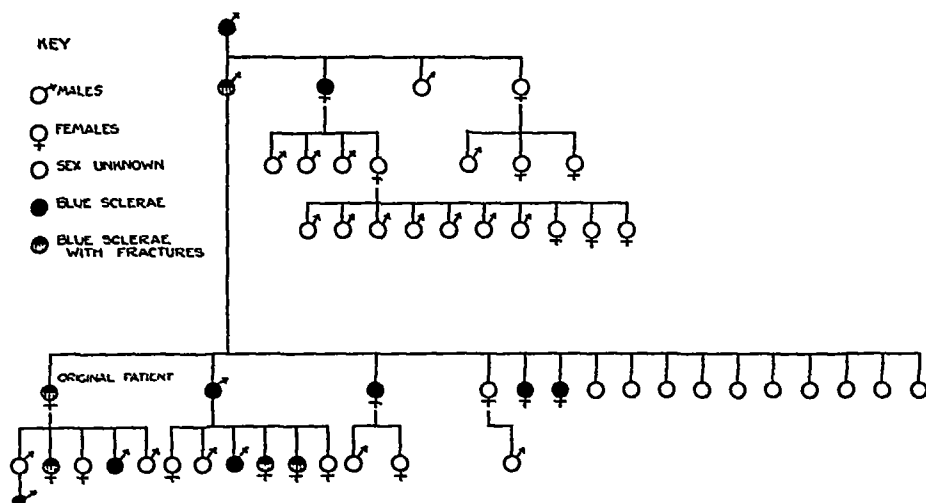 KEY
MALES
FEMALES
SEX UNKNOWN
BLUE SCLERAE
BLUE SCLERAE
WITH FRACTURES
ORIGINAL PATIENT